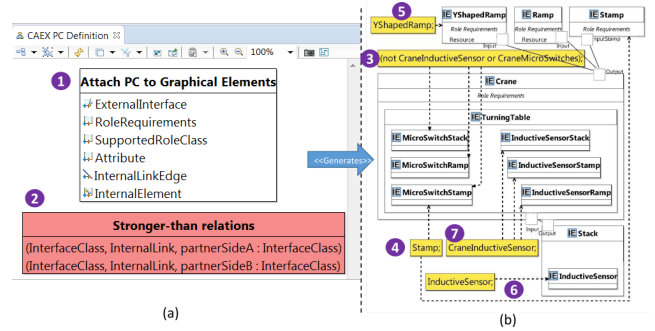 CAEX PC Definition
100%
1
Attach PC to Graphical Elements
ExternalInterface
RoleRequirements
SupportedRoleClass
Attribute
InternalLinkEdge
InternalElement
2
Stronger-than relations
(InterfaceClass, InternalLink, partnerSideA : InterfaceClass)
(InterfaceClass, InternalLink, partnerSideB : InterfaceClass)
(a)
<<Generates>>
5
YShapedRamp;
IE YShapedRamp
Role Requirements
Resource
Input
IE Ramp
Role Requirements
Resource
Input
IE Stamp
Role Requirements
InputStamp
Output
3
(not CraneInductiveSensor or CraneMicroSwitches);
IE Crane
Role Requirements
IE TurningTable
IE MicroSwitchStack
IE InductiveSensorStack
IE MicroSwitchRamp
IE InductiveSensorStamp
IE MicroSwitchStamp
IE InductiveSensorRamp
Input
Output
4
Stamp;
7
CraneInductiveSensor;
IE Stack
InductiveSensor;
6
IE InductiveSensor
(b)